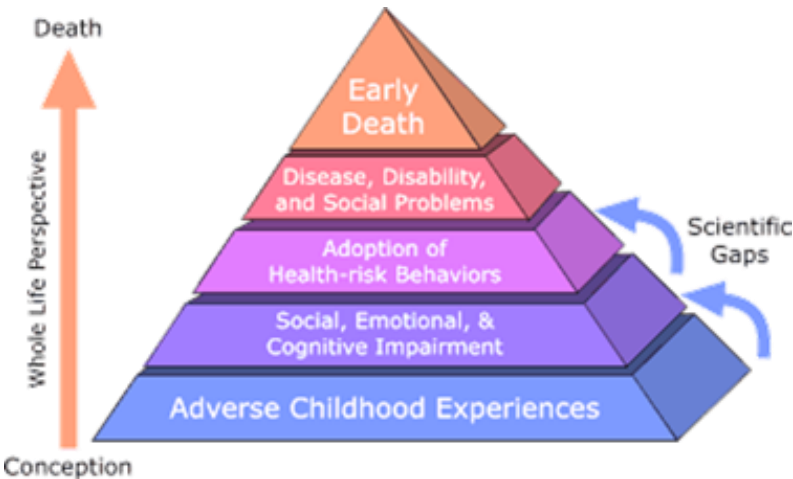 Death
Whole Life Perspective
Conception
Early
Death
Disease, Disability,
and Social Problems
Adoption of
Health-risk Behaviors
Social, Emotional, &
Cognitive Impairment
Adverse Childhood Experiences
Scientific
Gaps